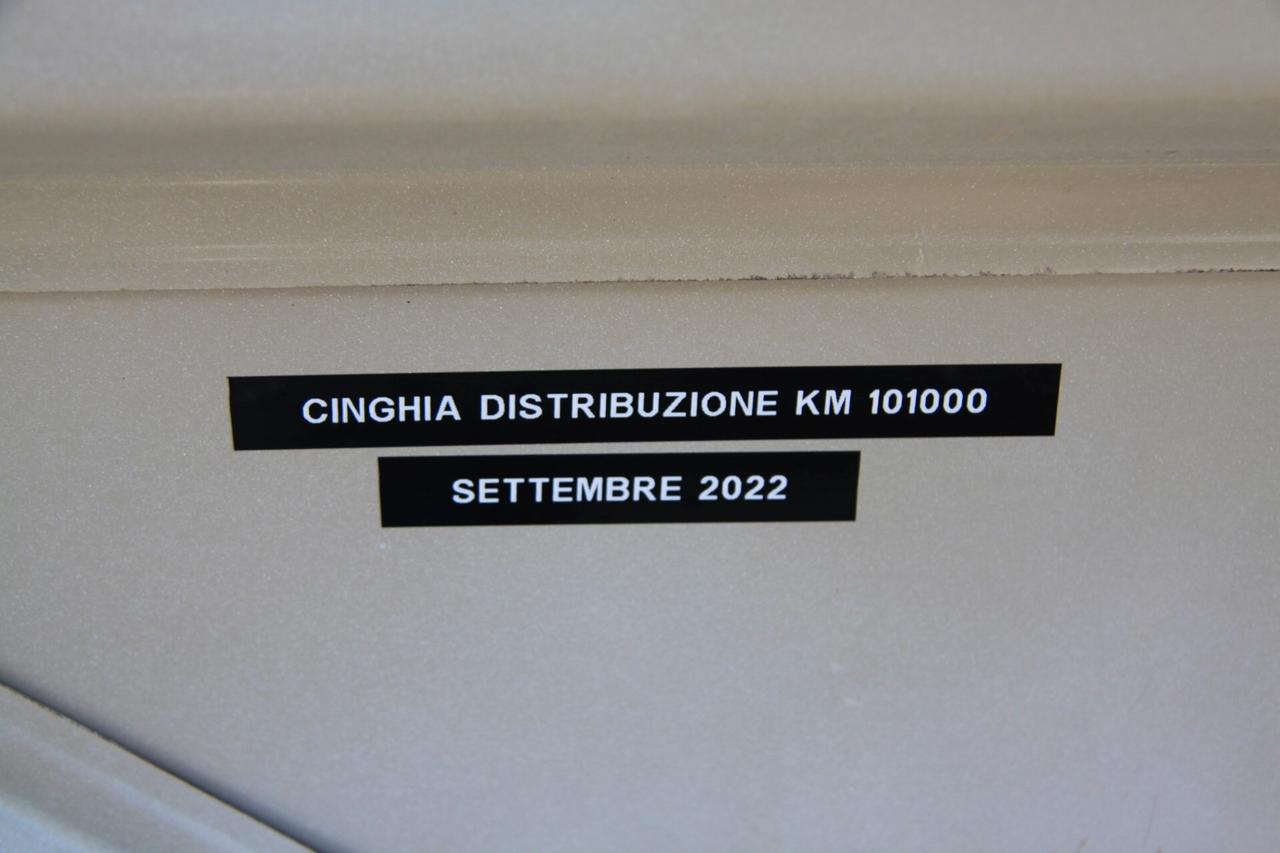 CINGHIA DISTRIBUZIONE KM 101000
SETTEMBRE 2022